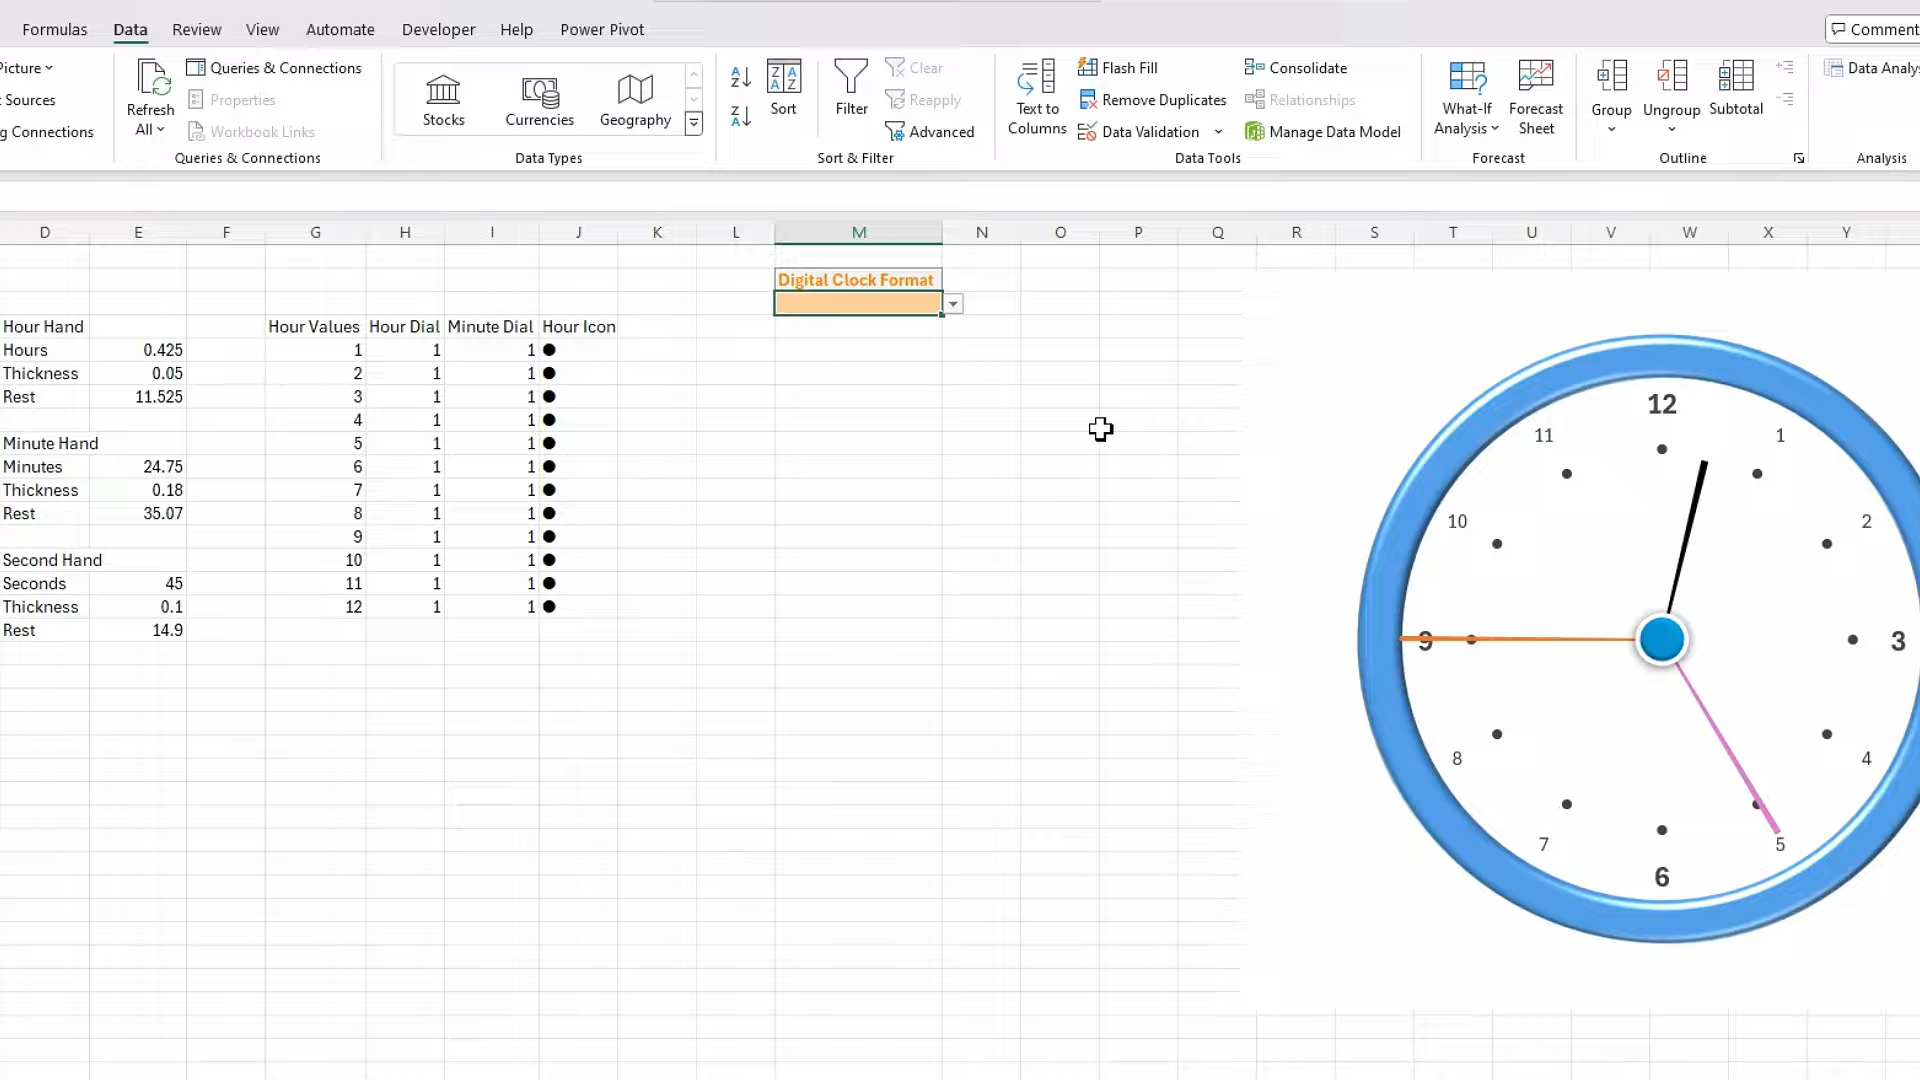 Formulas Data Review View Automate Developer Help Power Pivot Comment
Picture
Sources
g Connections
Refresh
All
Queries & Connections
Properties
Workbook Links
Queries & Connections
Stocks Currencies Geography
Data Types
Sort
Filter
Clear
Reapply
Advanced
Sort & Filter
Text to
Columns
Flash Fill
Remove Duplicates
Data Validation
Consolidate
Relationships
Manage Data Model
Data Tools
What-If
Analysis
Forecast
Sheet
Forecast
Group Ungroup Subtotal
Outline
Data Analys
Analysis
D E F G H I J K L M N O P Q R S T U V W X Y
Digital Clock Format
Hour Hand Hour Values Hour Dial Minute Dial Hour Icon
Hours 0.425 1 1 1 ●
Thickness 0.05 2 1 1 ●
Rest 11.525 3 1 1 ●
4 1 1 ●
Minute Hand 5 1 1 ●
Minutes 24.75 6 1 1 ●
Thickness 0.18 7 1 1 ●
Rest 35.07 8 1 1 ●
9 1 1 ●
Second Hand 10 1 1 ●
Seconds 45 11 1 1 ●
Thickness 0.1 12 1 1 ●
Rest 14.9
12
11 1
10 2
9 3
8 4
7 5
6